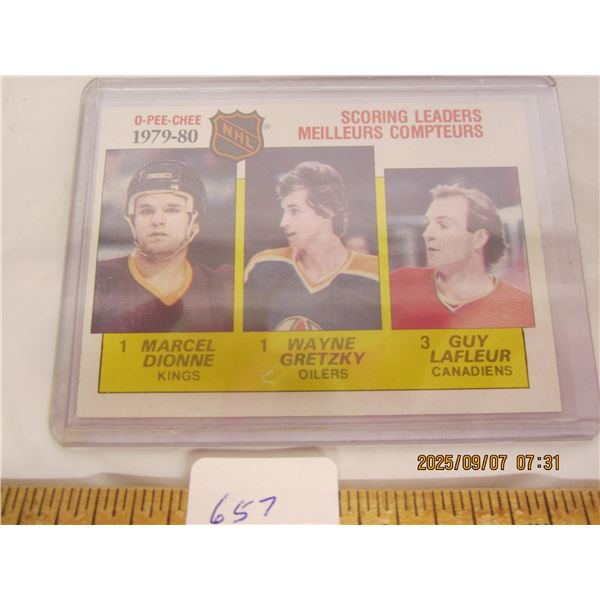 O-PEE-CHEE
1979-80
NHL
SCORING LEADERS
MEILLEURS COMPTEURS
1 MARCEL DIONNE
KINGS
1 WAYNE GRETZKY
OILERS
3 GUY LAFLEUR
CANADIENS
2025/09/07 07:31
657